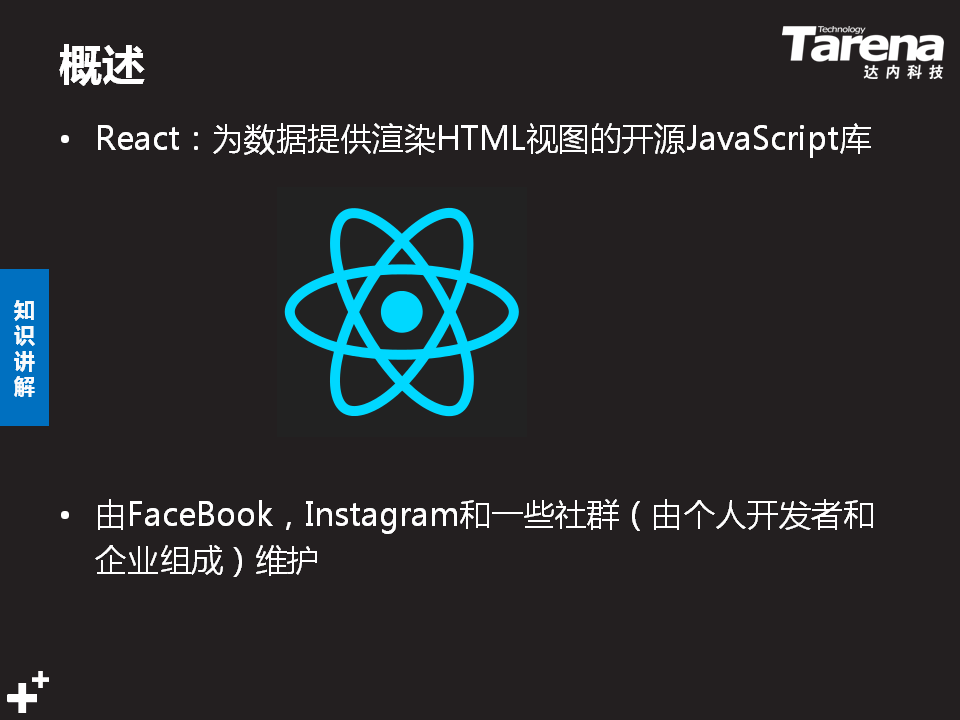 概述
Technology
Tarena
达内科技
• React：为数据提供渲染HTML视图的开源JavaScript库
知识讲解
• 由FaceBook，Instagram和一些社群（由个人开发者和
企业组成）维护